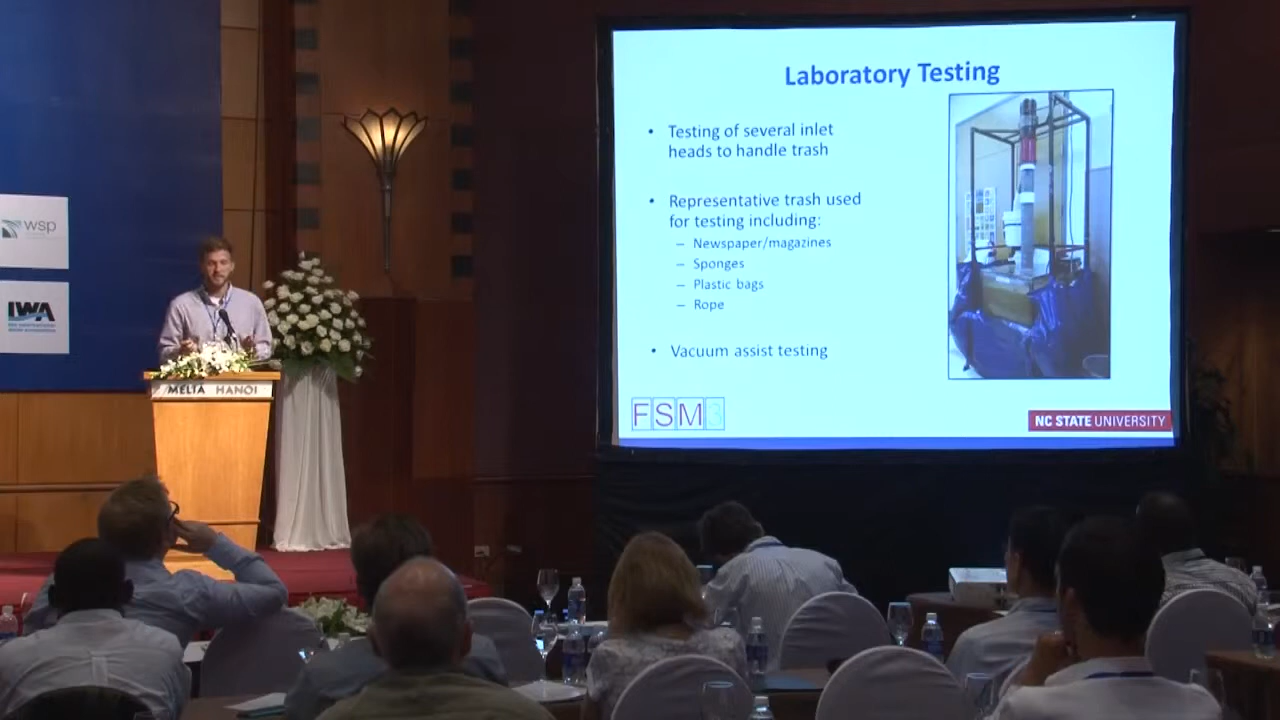 Laboratory Testing
• Testing of several inlet
heads to handle trash
• Representative trash used
for testing including:
– Newspaper/magazines
– Sponges
– Plastic bags
– Rope
• Vacuum assist testing
FSM3
NC STATE UNIVERSITY
wsp
IWA
MELIA HANOI